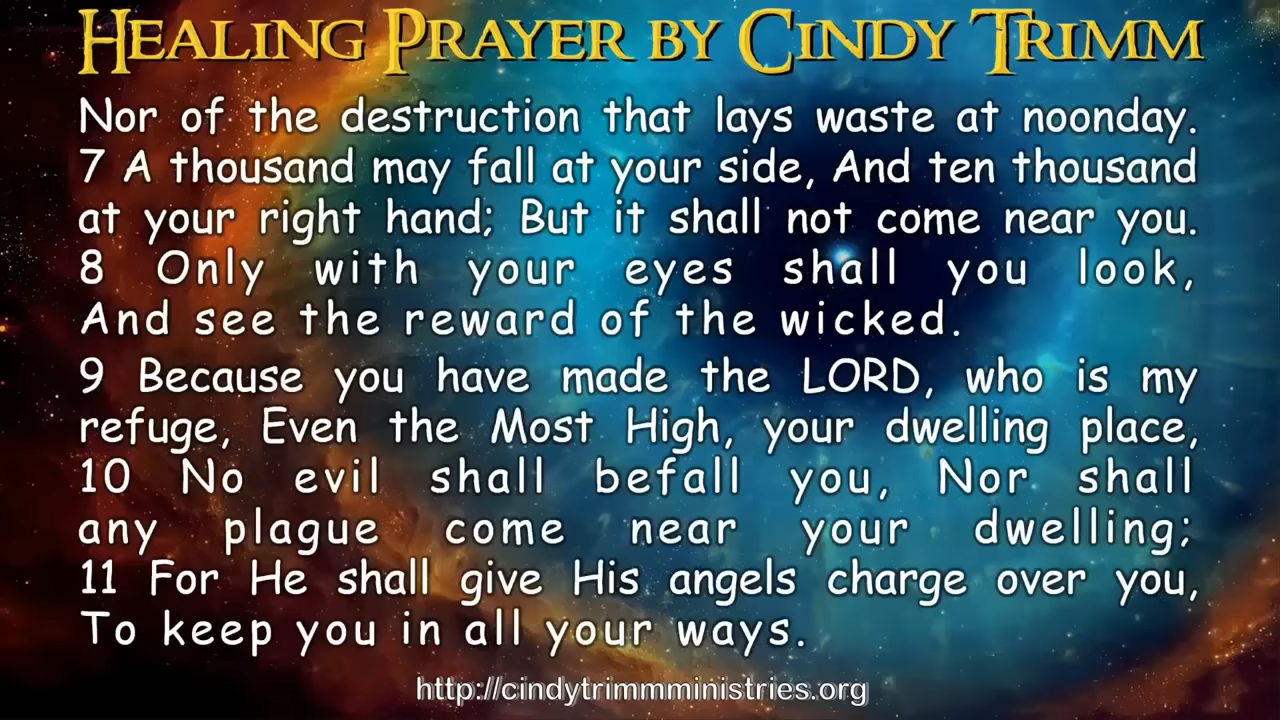 Healing Prayer by Cindy Trimm
Nor of the destruction that lays waste at noonday.
7 A thousand may fall at your side, And ten thousand
at your right hand; But it shall not come near you.
8 Only with your eyes shall you look,
And see the reward of the wicked.
9 Because you have made the LORD, who is my
refuge, Even the Most High, your dwelling place,
10 No evil shall befall you, Nor shall
any plague come near your dwelling;
11 For He shall give His angels charge over you,
To keep you in all your ways.
http://cindytrimmministries.org